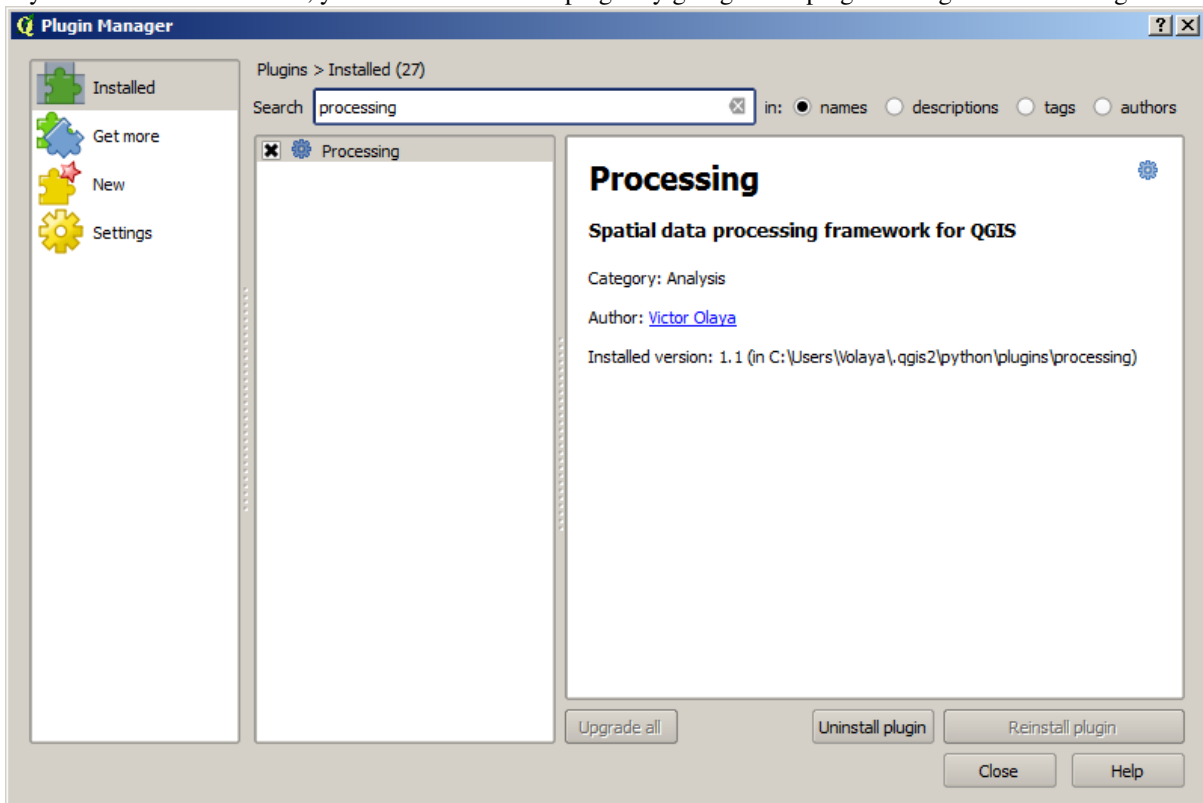 Plugin Manager
? X
Installed
Get more
New
Settings
Plugins > Installed (27)
Search processing in: names descriptions tags authors
Processing
Processing
Spatial data processing framework for QGIS
Category: Analysis
Author: Victor Olaya
Installed version: 1.1 (in C:\Users\Volaya\.qgis2\python\plugins\processing)
Upgrade all Uninstall plugin Reinstall plugin
Close Help